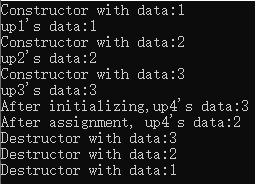 Constructor with data:1
up1's data:1
Constructor with data:2
up2's data:2
Constructor with data:3
up3's data:3
After initializing,up4's data:3
After assignment, up4's data:2
Destructor with data:3
Destructor with data:2
Destructor with data:1